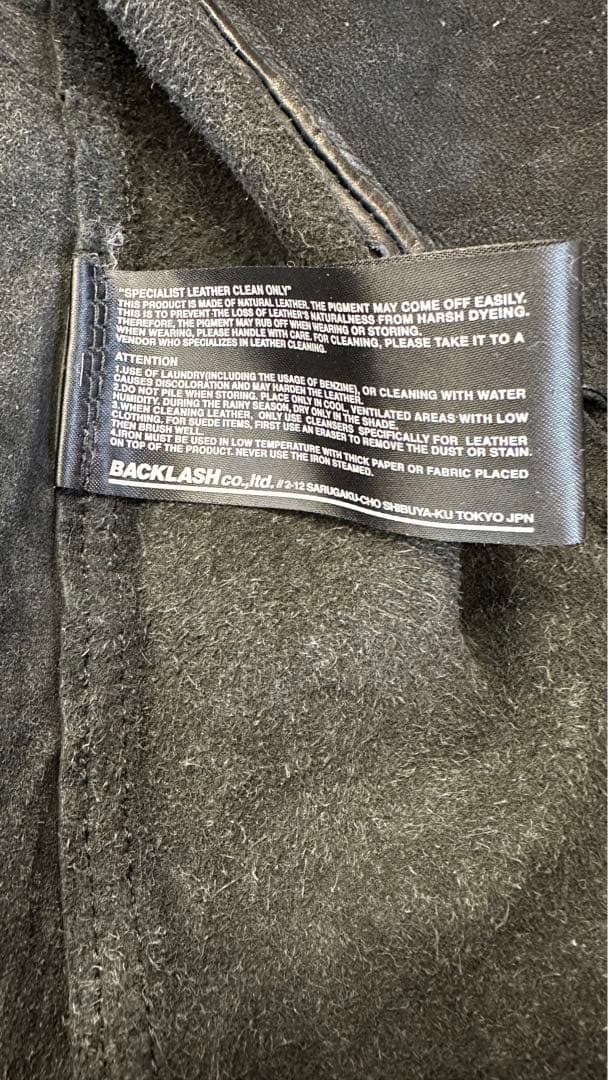 "SPECIALIST LEATHER CLEAN ONLY"
THIS PRODUCT IS MADE OF NATURAL LEATHER. THE PIGMENT MAY COME OFF EASILY.
THIS IS TO PREVENT THE LOSS OF LEATHER'S NATURALNESS FROM HARSH DYEING.
THEREFORE, THE PIGMENT MAY RUB OFF WHEN WEARING OR STORING.
WHEN WEARING, PLEASE HANDLE WITH CARE. FOR CLEANING, PLEASE TAKE IT TO A
VENDOR WHO SPECIALIZES IN LEATHER CLEANING.
ATTENTION
1.USE OF LAUNDRY(INCLUDING THE USAGE OF BENZINE), OR CLEANING WITH WATER
CAUSES DISCOLORATION AND MAY HARDEN THE LEATHER.
2.DO NOT PILE WHEN STORING. PLACE ONLY IN COOL, VENTILATED AREAS WITH LOW
HUMIDITY. DURING THE RAINY SEASON, DRY ONLY IN THE SHADE.
3.WHEN CLEANING LEATHER, ONLY USE CLEANSERS SPECIFICALLY FOR LEATHER
CLOTHING. FOR SUEDE ITEMS, FIRST USE AN ERASER TO REMOVE THE DUST OR STAIN.
THEN BRUSH IT WELL.
4.IRON MUST BE USED IN LOW TEMPERATURE WITH THICK PAPER OR FABRIC PLACED
ON TOP OF THE PRODUCT. NEVER USE THE IRON STEAMED.
BACKLASH co.,ltd. // 2-12 SARUGAKU-CHO SHIBUYA-KU TOKYO JPN